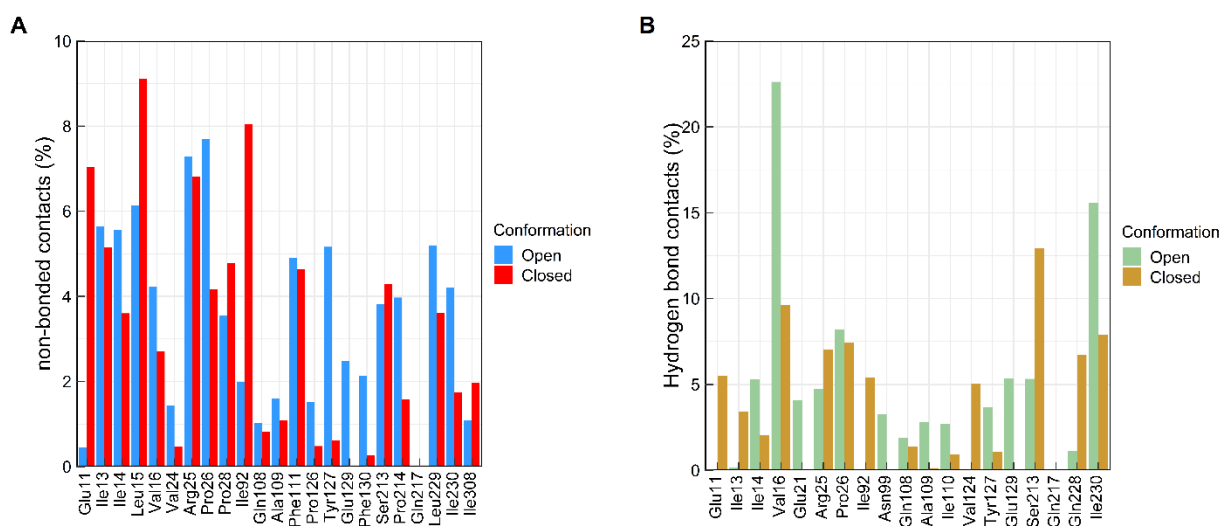 A
non-bonded contacts (%)
10
8
6
4
2
0
Glu11
Ile13
Ile14
Leu15
Val16
Val24
Arg25
Pro26
Pro28
Ile92
Gln108
Ala109
Phe111
Pro126
Tyr127
Glu129
Phe130
Ser213
Pro214
Gln217
Leu229
Ile230
Ile308
Conformation
Open
Closed
B
Hydrogen bond contacts (%)
25
20
15
10
5
0
Glu11
Ile13
Ile14
Val16
Glu21
Arg25
Pro26
Ile92
Asn99
Gln108
Ala109
Ile110
Val124
Tyr127
Glu129
Ser213
Gln217
Gln228
Ile230
Conformation
Open
Closed